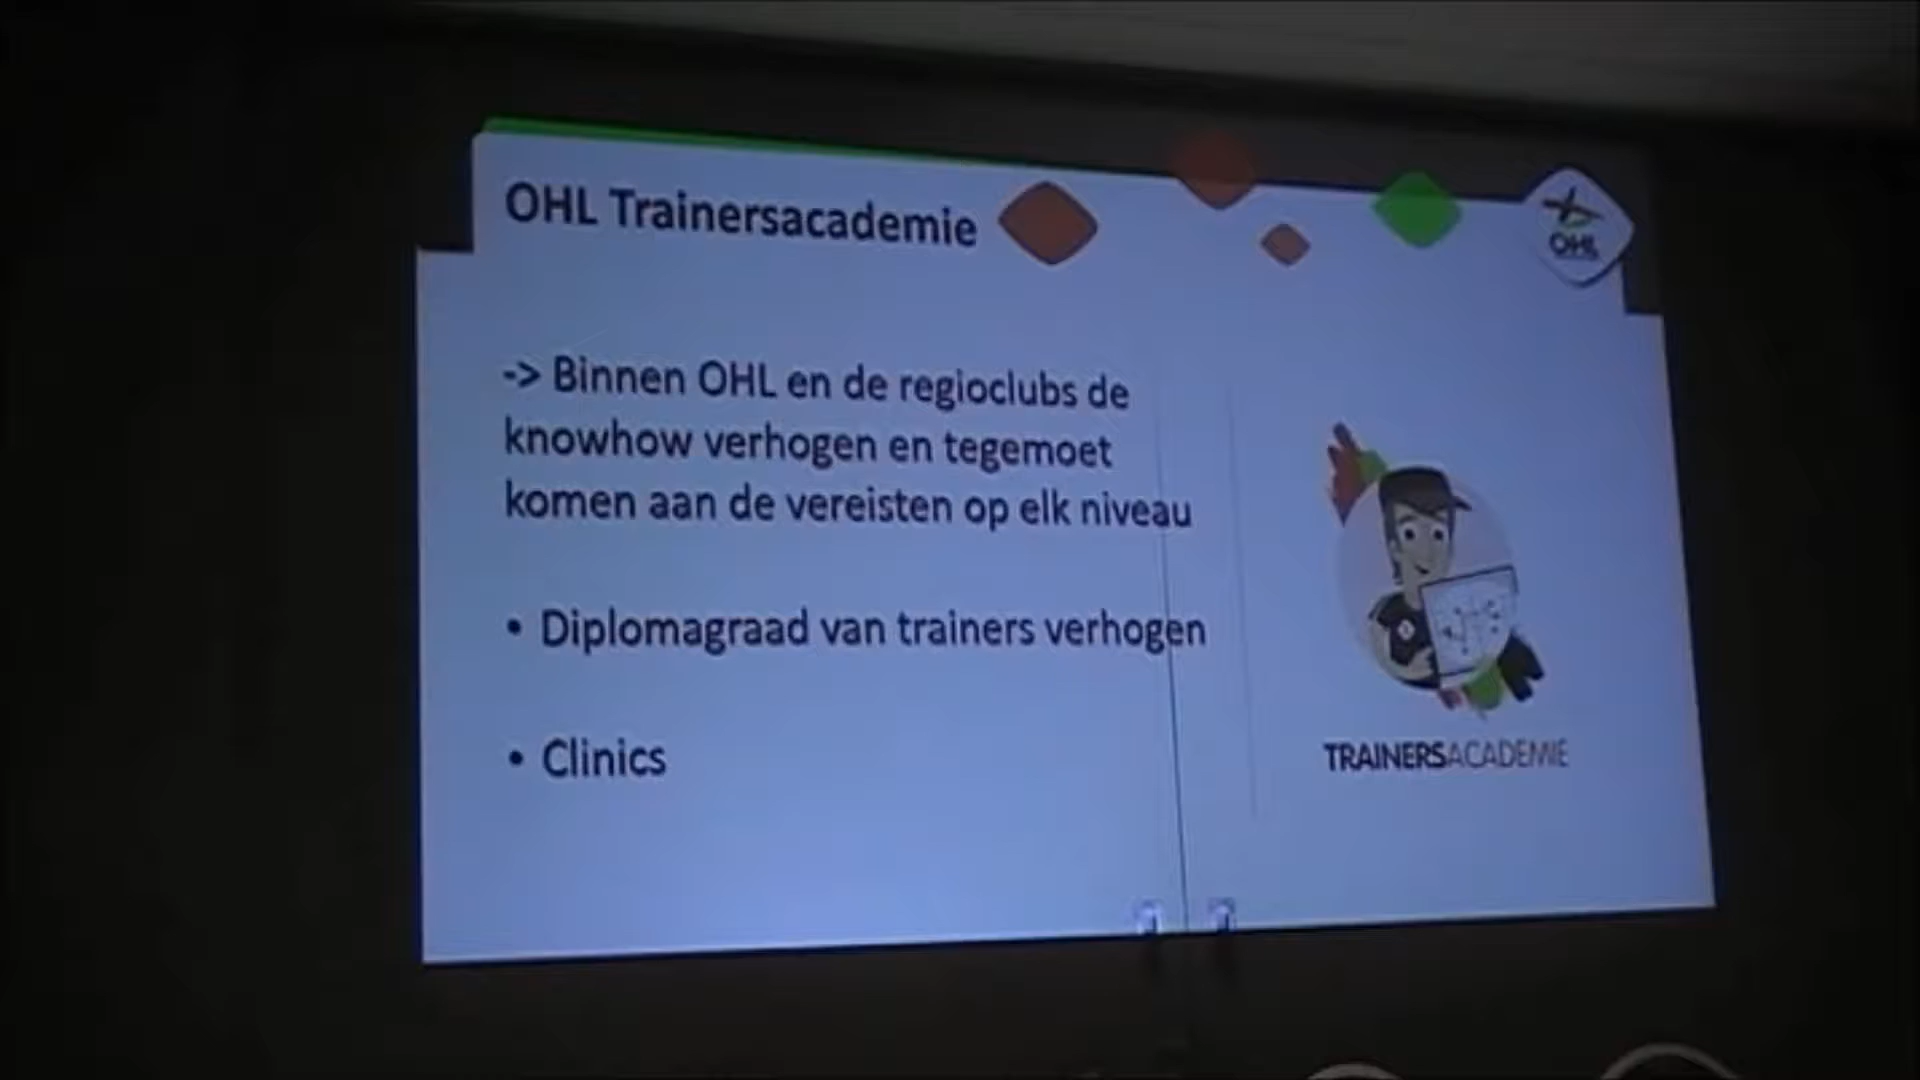 OHL Trainersacademie
OHL
-> Binnen OHL en de regioclubs de
knowhow verhogen en tegemoet
komen aan de vereisten op elk niveau
• Diplomagraad van trainers verhogen
• Clinics
TRAINERSACADEMIE